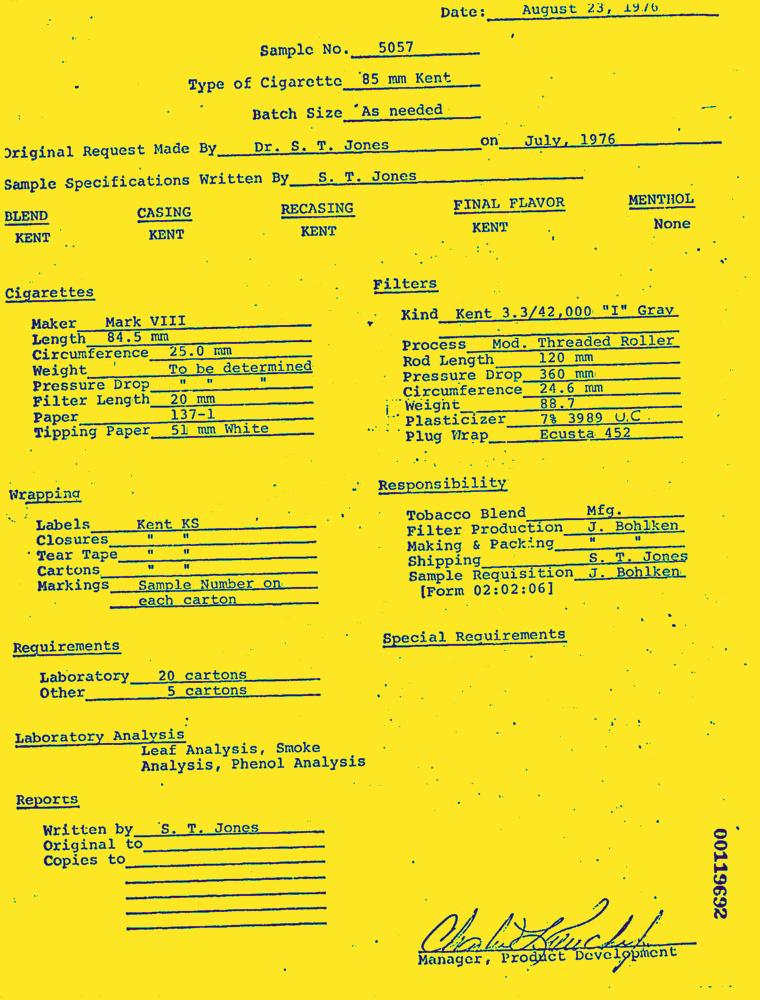 Date: August 23, 1976
Sample No. 5057
Type of Cigarette 85 mm Kent
Batch Size As needed
Original Request Made By Dr. S. T. Jones on July, 1976
Sample Specifications Written By S. T. Jones
BLEND CASING RECASING FINAL FLAVOR MENTHOL
KENT KENT KENT KENT None
Cigarettes
Maker Mark VIII
Length 84.5 mm
Circumference 25.0 mm
Weight To be determined
Pressure Drop " " "
Filter Length 20 mm
Paper 137-1
Tipping Paper 51 mm White
Filters
Kind Kent 3.3/42,000 "I" Gray
Process Mod. Threaded Roller
Rod Length 120 mm
Pressure Drop 360 mm
Circumference 24.6 mm
Weight 88.7
Plasticizer 7% 3989 U.C.
Plug Wrap Ecusta 452
Wrapping
Labels Kent KS
Closures " "
Tear Tape " "
Cartons " "
Markings Sample Number on
each carton
Responsibility
Tobacco Blend Mfg.
Filter Production J. Bohlken
Making & Packing " "
Shipping S. T. Jones
Sample Requisition J. Bohlken
[Form 02:02:06]
Requirements
Laboratory 20 cartons
Other 5 cartons
Special Requirements
Laboratory Analysis
Leaf Analysis, Smoke
Analysis, Phenol Analysis
Reports
Written by S. T. Jones
Original to
Copies to
Manager, Product Development
00119692